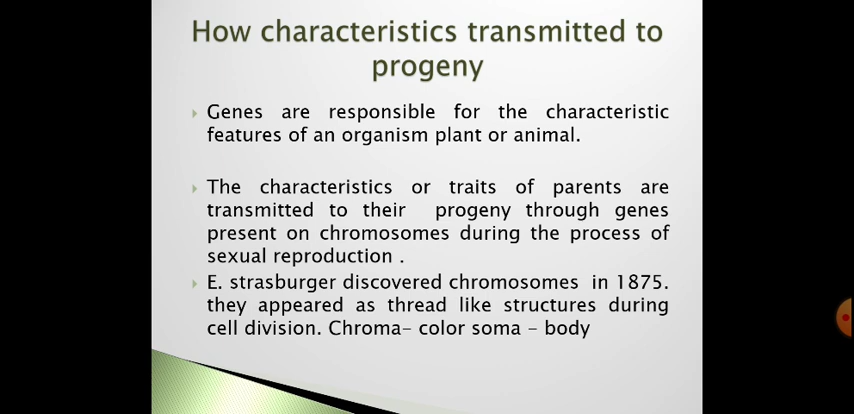 How characteristics transmitted to
progeny
Genes are responsible for the characteristic
features of an organism plant or animal.
The characteristics or traits of parents are
transmitted to their progeny through genes
present on chromosomes during the process of
sexual reproduction .
E. strasburger discovered chromosomes in 1875.
they appeared as thread like structures during
cell division. Chroma– color soma – body